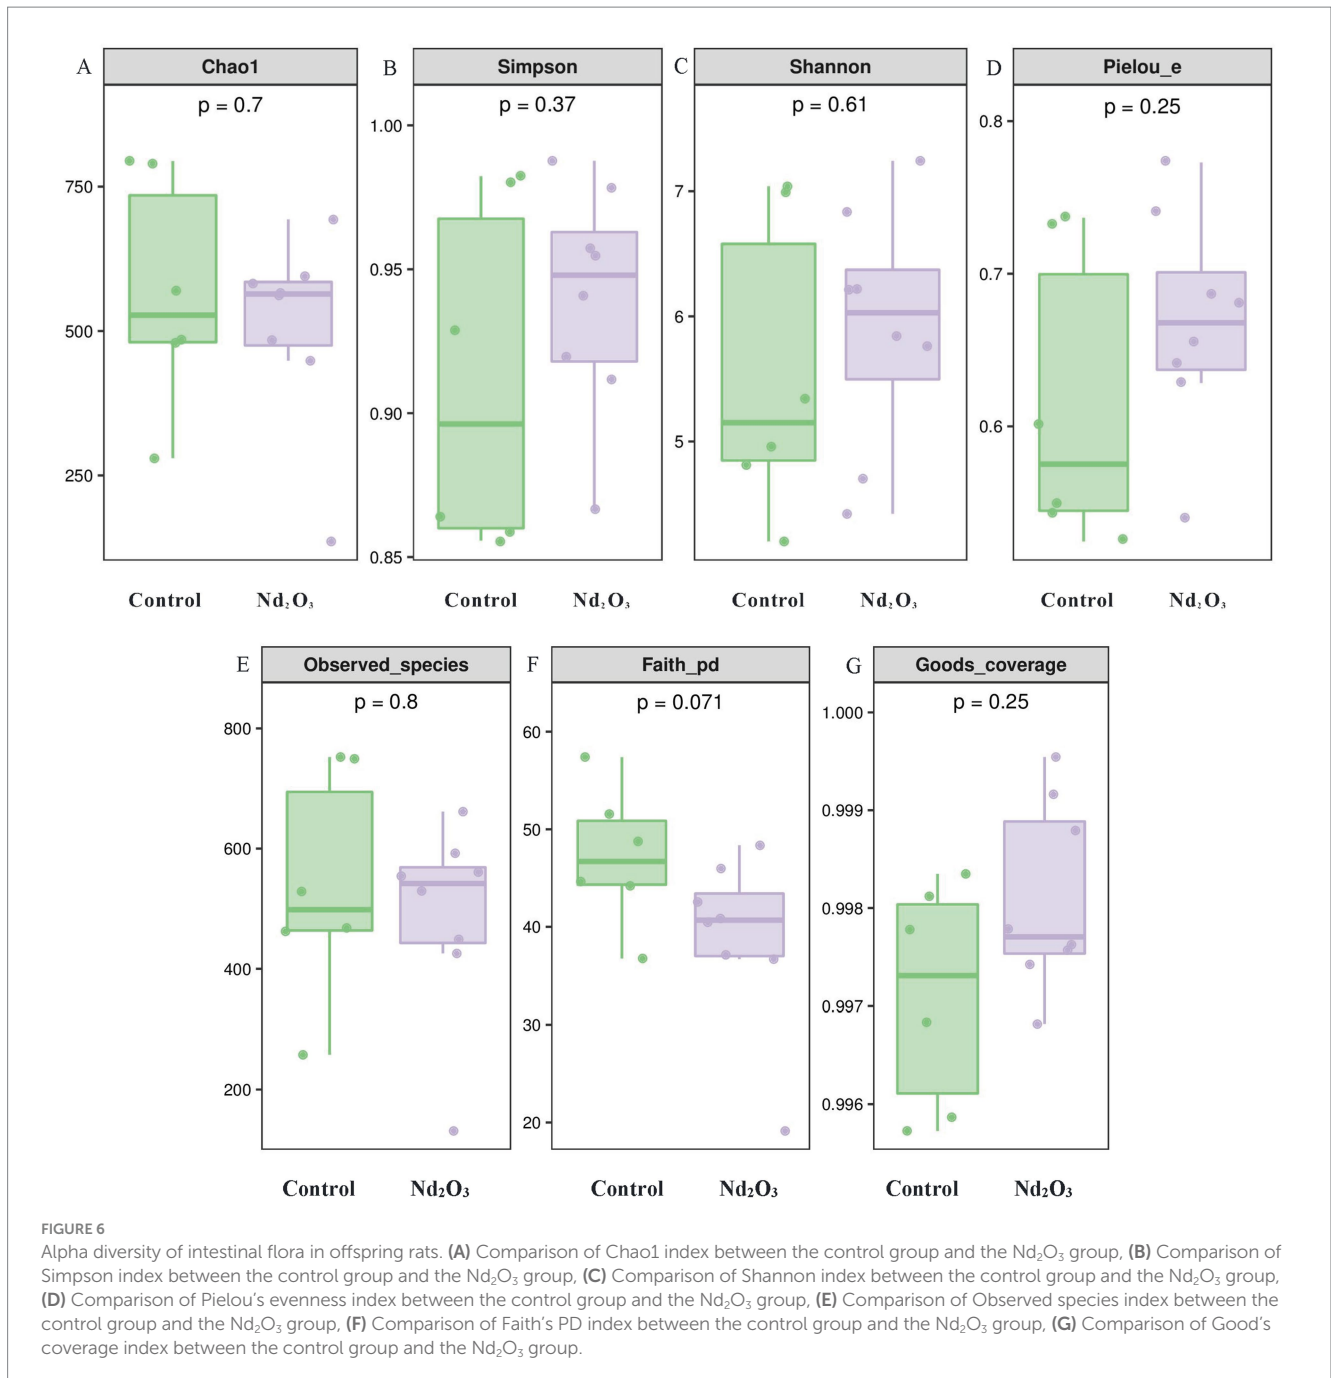 A Chao1
p = 0.7
750
500
250
Control Nd₂O₃
B Simpson
p = 0.37
1.00
0.95
0.90
0.85
Control Nd₂O₃
C Shannon
p = 0.61
7
6
5
Control Nd₂O₃
D Pielou_e
p = 0.25
0.8
0.7
0.6
Control Nd₂O₃
E Observed_species
p = 0.8
800
600
400
200
Control Nd₂O₃
F Faith_pd
p = 0.071
60
50
40
30
20
Control Nd₂O₃
G Goods_coverage
p = 0.25
1.000
0.999
0.998
0.997
0.996
Control Nd₂O₃
FIGURE 6
Alpha diversity of intestinal flora in offspring rats. (A) Comparison of Chao1 index between the control group and the Nd₂O₃ group, (B) Comparison of
Simpson index between the control group and the Nd₂O₃ group, (C) Comparison of Shannon index between the control group and the Nd₂O₃ group,
(D) Comparison of Pielou's evenness index between the control group and the Nd₂O₃ group, (E) Comparison of Observed species index between the
control group and the Nd₂O₃ group, (F) Comparison of Faith's PD index between the control group and the Nd₂O₃ group, (G) Comparison of Good's
coverage index between the control group and the Nd₂O₃ group.